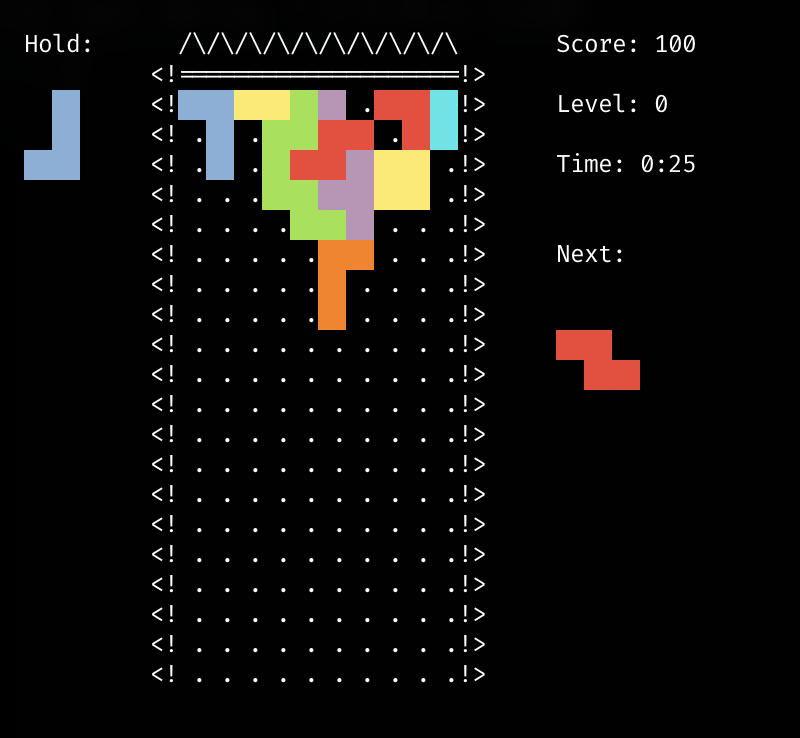 Hold: /\/\/\/\/\/\/\/\/\/\ Score: 100
<!====================!>
<! . !> Level: 0
<! . . . !>
<! . . . !> Time: 0:25
<! . . . . !>
<! . . . . . . . !>
<! . . . . . . . . !> Next:
<! . . . . . . . . . !>
<! . . . . . . . . . !>
<! . . . . . . . . . .!>
<! . . . . . . . . . .!>
<! . . . . . . . . . .!>
<! . . . . . . . . . .!>
<! . . . . . . . . . .!>
<! . . . . . . . . . .!>
<! . . . . . . . . . .!>
<! . . . . . . . . . .!>
<! . . . . . . . . . .!>
<! . . . . . . . . . .!>
<! . . . . . . . . . .!>
<! . . . . . . . . . .!>